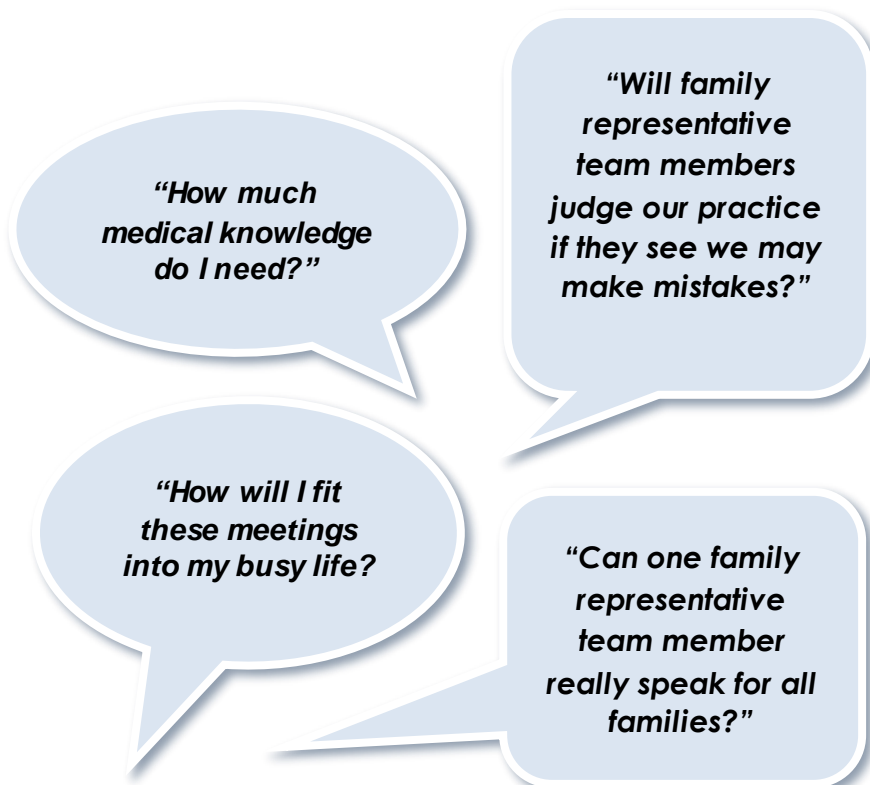 “How much
medical knowledge
do I need?”
“Will family
representative
team members
judge our practice
if they see we may
make mistakes?”
“How will I fit
these meetings
into my busy life?
“Can one family
representative
team member
really speak for all
families?”